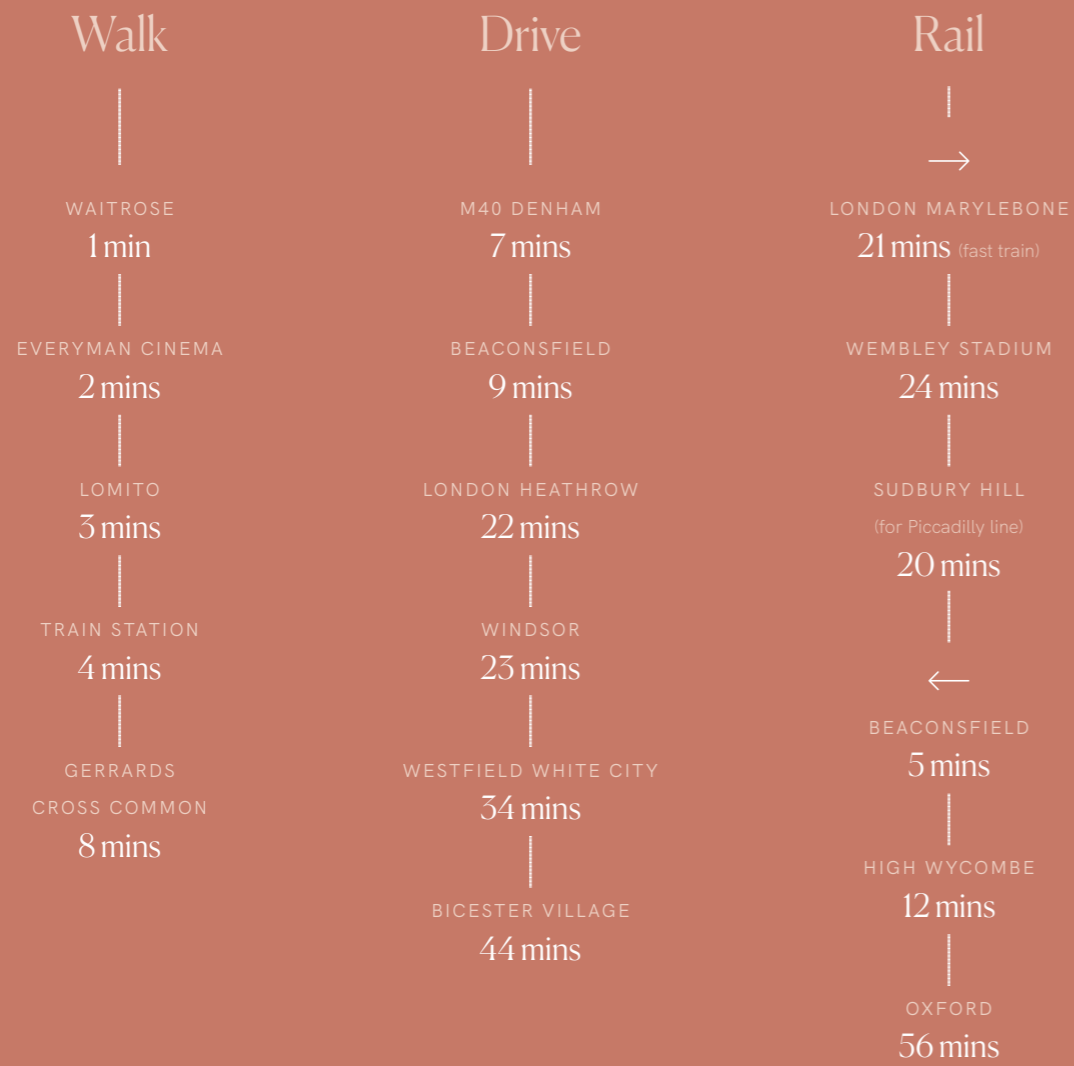 Walk
WAITROSE
1 min
EVERYMAN CINEMA
2 mins
LOMITO
3 mins
TRAIN STATION
4 mins
GERRARDS
CROSS COMMON
8 mins
Drive
M40 DENHAM
7 mins
BEACONSFIELD
9 mins
LONDON HEATHROW
22 mins
WINDSOR
23 mins
WESTFIELD WHITE CITY
34 mins
BICESTER VILLAGE
44 mins
Rail
→
LONDON MARYLEBONE
21 mins (fast train)
WEMBLEY STADIUM
24 mins
SUDBURY HILL
(for Piccadilly line)
20 mins
←
BEACONSFIELD
5 mins
HIGH WYCOMBE
12 mins
OXFORD
56 mins